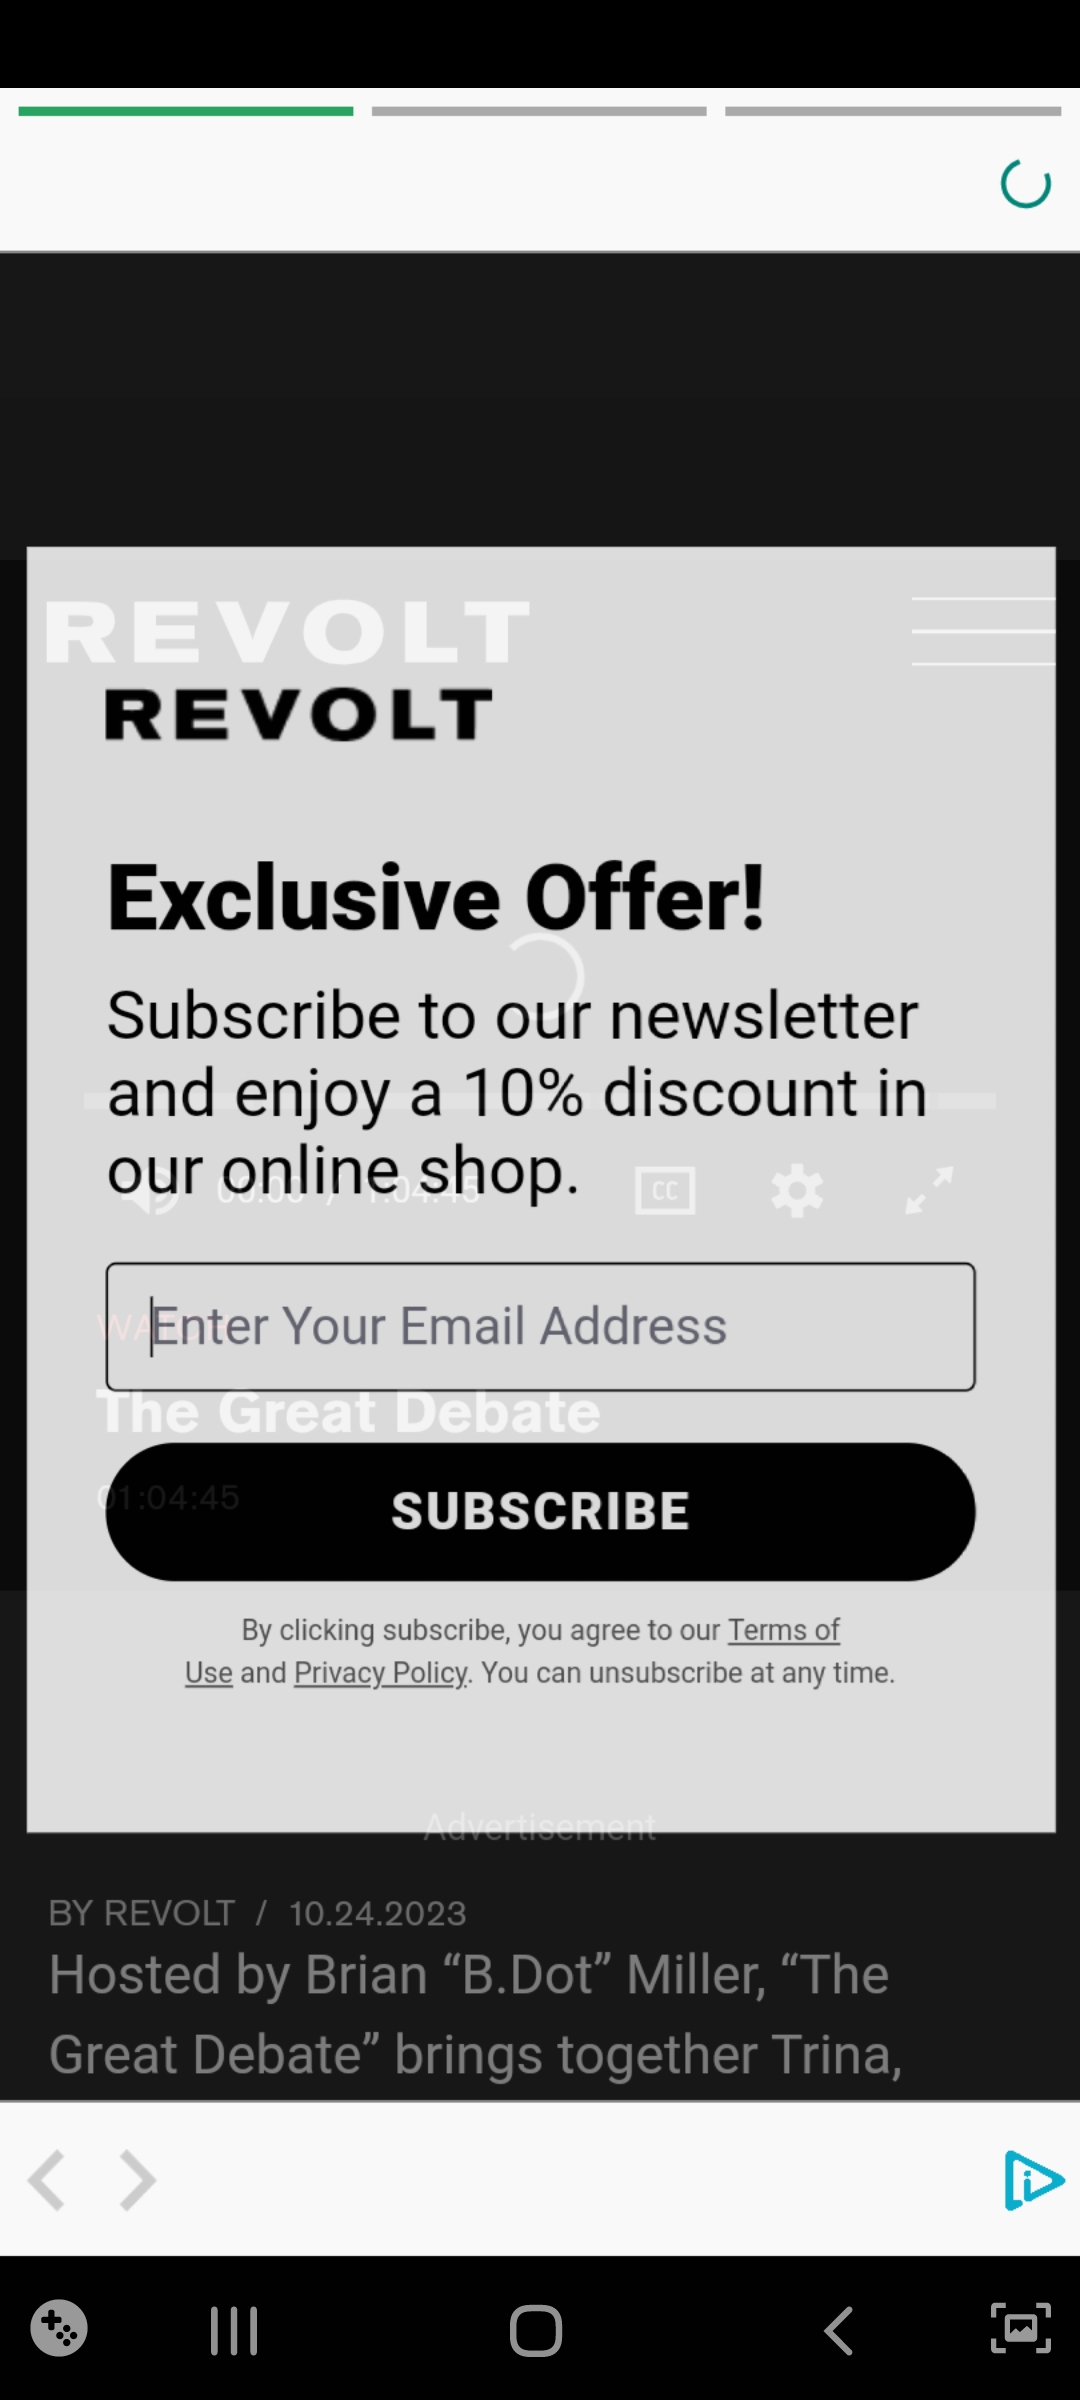 REVOLT
REVOLT
Exclusive Offer!
Subscribe to our newsletter
and enjoy a 10% discount in
our online shop.
00:00 / 1:04:45
CC
WATCH
Enter Your Email Address
The Great Debate
01:04:45
SUBSCRIBE
By clicking subscribe, you agree to our Terms of
Use and Privacy Policy. You can unsubscribe at any time.
Advertisement
BY REVOLT / 10.24.2023
Hosted by Brian “B.Dot” Miller, “The
Great Debate” brings together Trina,